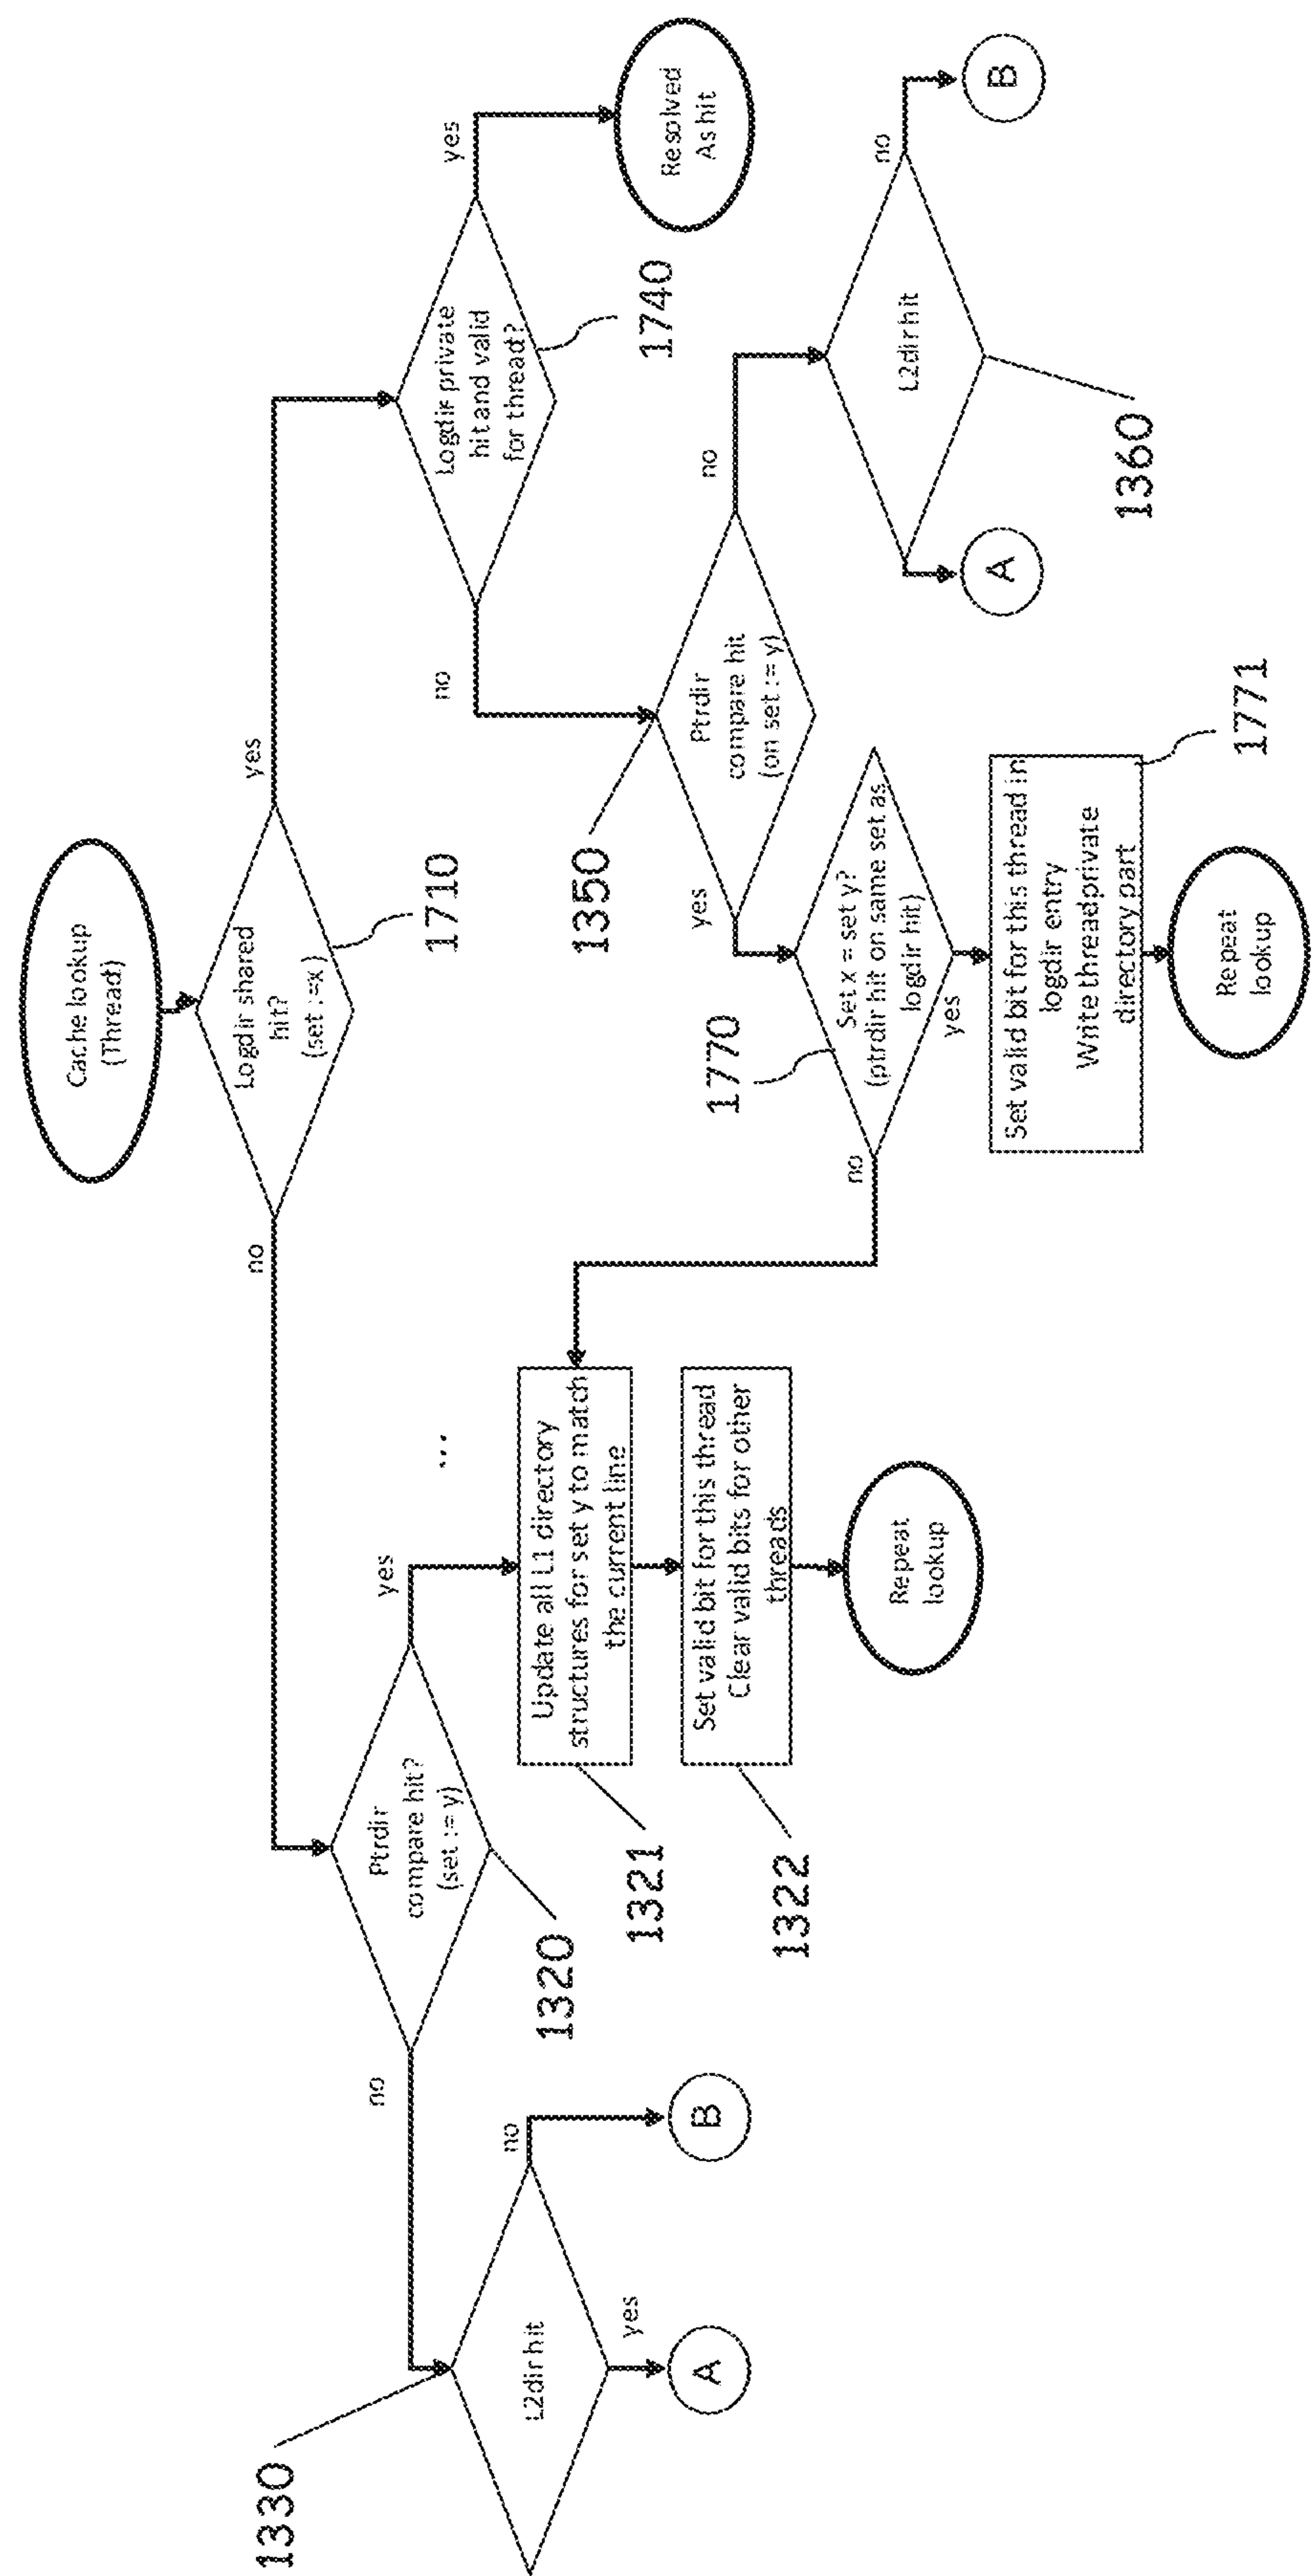 Cache lookup
(Thread)
Logdir shared
hit?
(set :=x )
1710
no
yes
Ptrdir
compare hit?
(set := y)
1320
no
yes
1330
L2dir hit
yes
no
A
B
...
Update all L1 directory
structures for set y to match
the current line
1321
Set valid bit for this thread
Clear valid bits for other
threads
1322
Repeat
lookup
Logdir private
hit and valid
for thread?
1740
no
yes
Resolved
As hit
1350
Ptrdir
compare hit
(on set := y)
yes
no
1770
Set x = set y?
(ptrdir hit on same set as
logdir hit)
no
yes
Set valid bit for this thread in
logdir entry
Write thread private
directory part
1771
Repeat
lookup
L2dir hit
1360
no
A
B